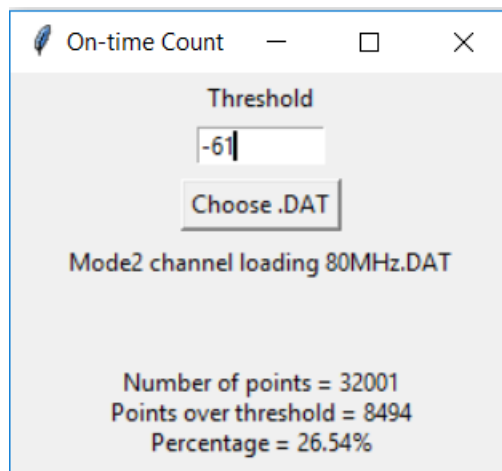 On-time Count
Threshold
-61
Choose .DAT
Mode2 channel loading 80MHz.DAT
Number of points = 32001
Points over threshold = 8494
Percentage = 26.54%